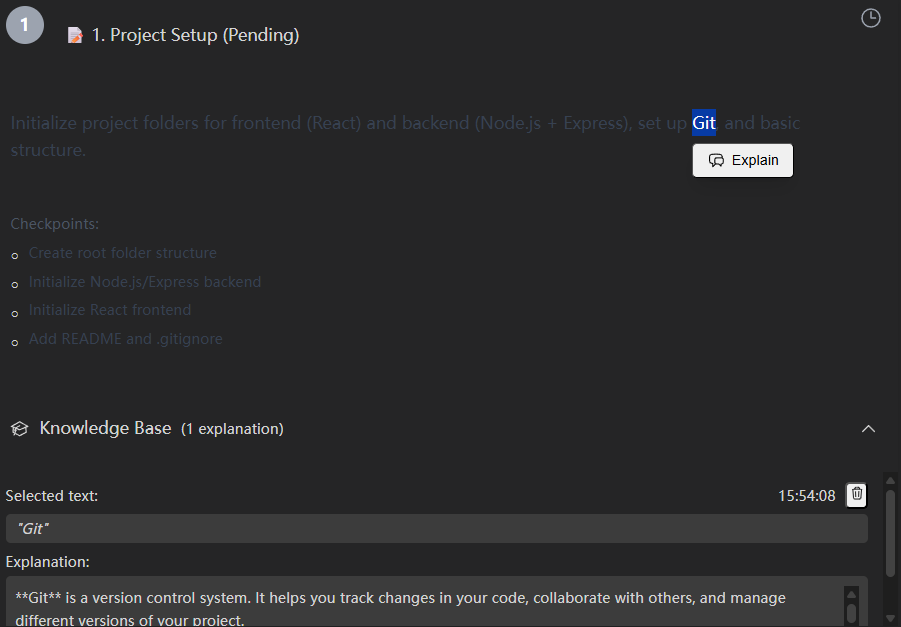 1
1. Project Setup (Pending)
Initialize project folders for frontend (React) and backend (Node.js + Express), set up Git, and basic
structure.
Explain
Checkpoints:
Create root folder structure
Initialize Node.js/Express backend
Initialize React frontend
Add README and .gitignore
Knowledge Base (1 explanation)
Selected text:
15:54:08
"Git"
Explanation:
**Git** is a version control system. It helps you track changes in your code, collaborate with others, and manage
different versions of your project.